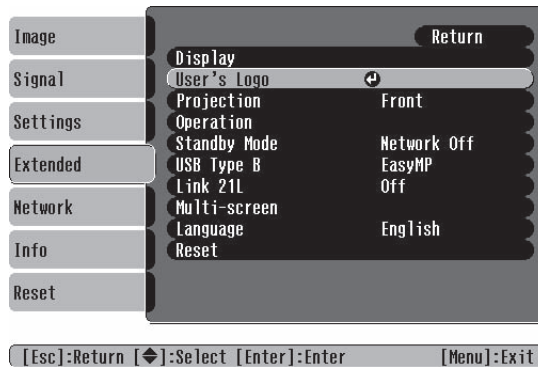 Image
Signal
Settings
Extended
Network
Info
Reset
Return
Display
User's Logo
Projection Front
Operation
Standby Mode Network Off
USB Type B EasyMP
Link 21L Off
Multi-screen
Language English
Reset
[Esc]:Return [◆]:Select [Enter]:Enter [Menu]:Exit